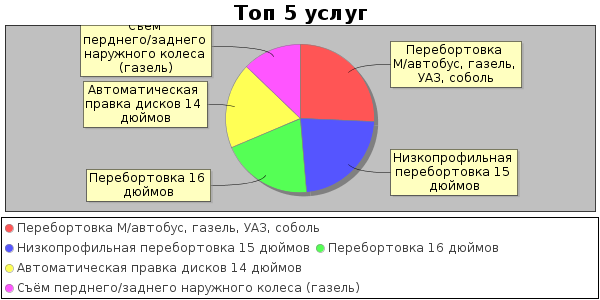 Топ 5 услуг
Съём
перднего/заднего
наружного колеса
(газель)
Перебортовка
М/автобус, газель,
УАЗ, соболь
Автоматическая
правка дисков 14
дюймов
Перебортовка 16
дюймов
Низкопрофильная
перебортовка 15
дюймов
Перебортовка М/автобус, газель, УАЗ, соболь
Низкопрофильная перебортовка 15 дюймов
Перебортовка 16 дюймов
Автоматическая правка дисков 14 дюймов
Съём перднего/заднего наружного колеса (газель)